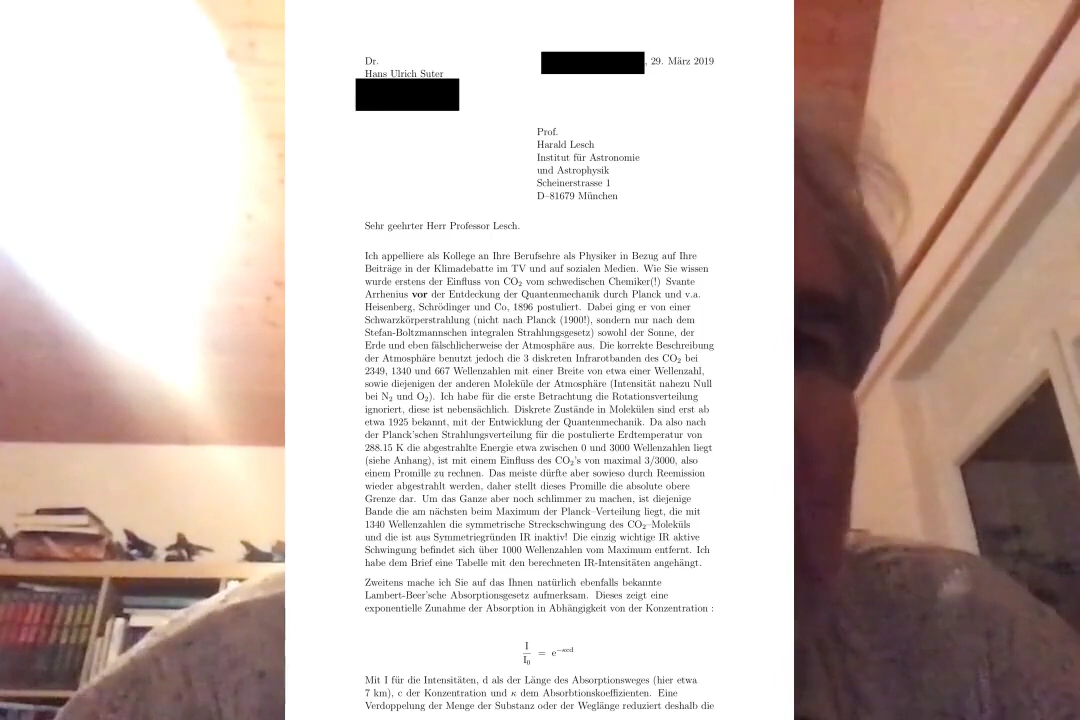 Dr.
Hans Ulrich Suter
, 29. März 2019
Prof.
Harald Lesch
Institut für Astronomie
und Astrophysik
Scheinerstrasse 1
D–81679 München
Sehr geehrter Herr Professor Lesch.
Ich appelliere als Kollege an Ihre Berufsehre als Physiker in Bezug auf Ihre
Beiträge in der Klimadebatte im TV und auf sozialen Medien. Wie Sie wissen
wurde erstens der Einfluss von CO₂ vom schwedischen Chemiker(!) Svante
Arrhenius vor der Entdeckung der Quantenmechanik durch Planck und v.a.
Heisenberg, Schrödinger und Co, 1896 postuliert. Dabei ging er von einer
Schwarzkörperstrahlung (nicht nach Planck (1900!), sondern nur nach dem
Stefan-Boltzmannschen integralen Strahlungsgesetz) sowohl der Sonne, der
Erde und eben fälschlicherweise der Atmosphäre aus. Die korrekte Beschreibung
der Atmosphäre benutzt jedoch die 3 diskreten Infrarotbanden des CO₂ bei
2349, 1340 und 667 Wellenzahlen mit einer Breite von etwa einer Wellenzahl,
sowie diejenigen der anderen Moleküle der Atmosphäre (Intensität nahezu Null
bei N₂ und O₂). Ich habe für die erste Betrachtung die Rotationsverteilung
ignoriert, diese ist nebensächlich. Diskrete Zustände in Molekülen sind erst ab
etwa 1925 bekannt, mit der Entwicklung der Quantenmechanik. Da also nach
der Planck'schen Strahlungsverteilung für die postulierte Erdtemperatur von
288.15 K die abgestrahlte Energie etwa zwischen 0 und 3000 Wellenzahlen liegt
(siehe Anhang), ist mit einem Einfluss des CO₂'s von maximal 3/3000, also
einem Promille zu rechnen. Das meiste dürfte aber sowieso durch Reemission
wieder abgestrahlt werden, daher stellt dieses Promille die absolute obere
Grenze dar. Um das Ganze aber noch schlimmer zu machen, ist diejenige
Bande die am nächsten beim Maximum der Planck–Verteilung liegt, die mit
1340 Wellenzahlen die symmetrische Streckschwingung des CO₂–Moleküls
und die ist aus Symmetriegründen IR inaktiv! Die einzig wichtige IR aktive
Schwingung befindet sich über 1000 Wellenzahlen vom Maximum entfernt. Ich
habe dem Brief eine Tabelle mit den berechneten IR-Intensitäten angehängt.
Zweitens mache ich Sie auf das Ihnen natürlich ebenfalls bekannte
Lambert-Beer'sche Absorptionsgesetz aufmerksam. Dieses zeigt eine
exponentielle Zunahme der Absorption in Abhängigkeit von der Konzentration :
I/I₀ = e^−κcd
Mit I für die Intensitäten, d als der Länge des Absorptionsweges (hier etwa
7 km), c der Konzentration und κ dem Absorbtionskoeffizienten. Eine
Verdoppelung der Menge der Substanz oder der Weglänge reduziert deshalb die